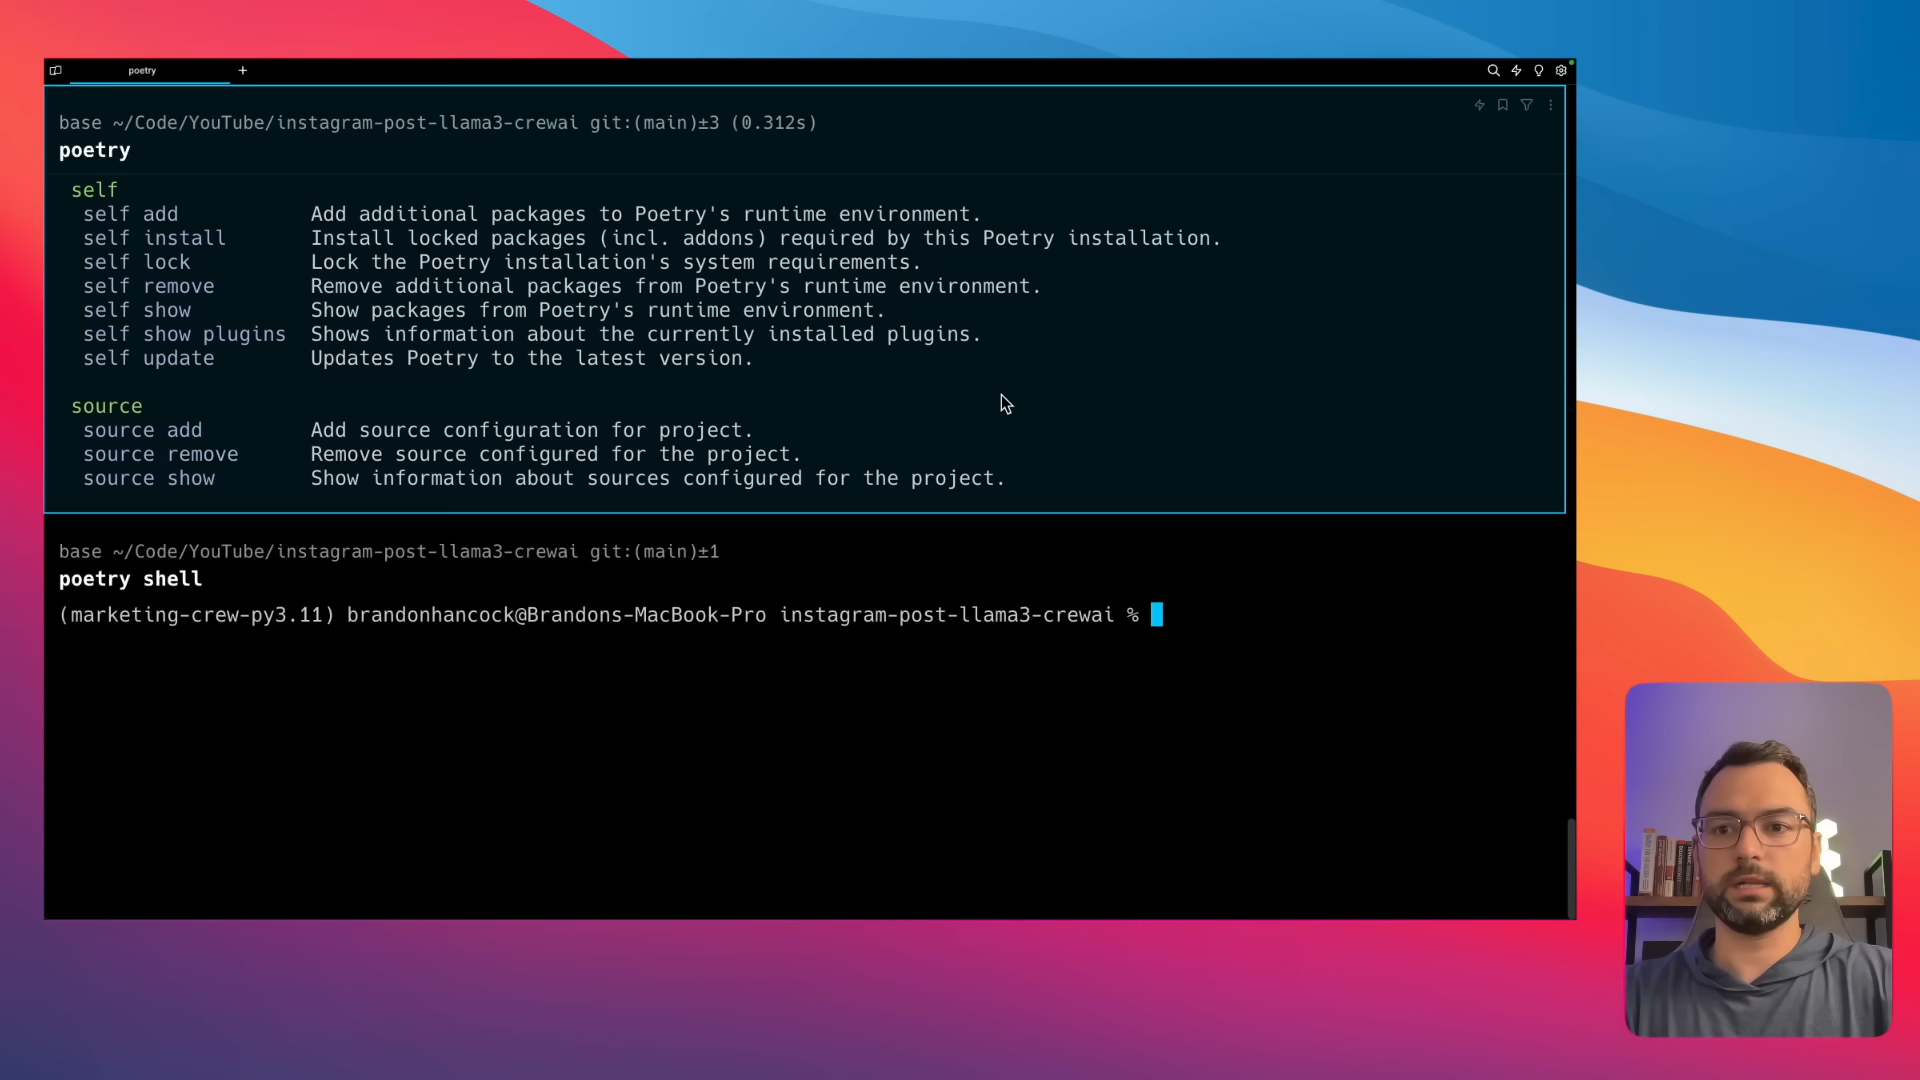 poetry
+
base ~/Code/YouTube/instagram-post-llama3-crewai git:(main)±3 (0.312s)
poetry
self
self add Add additional packages to Poetry's runtime environment.
self install Install locked packages (incl. addons) required by this Poetry installation.
self lock Lock the Poetry installation's system requirements.
self remove Remove additional packages from Poetry's runtime environment.
self show Show packages from Poetry's runtime environment.
self show plugins Shows information about the currently installed plugins.
self update Updates Poetry to the latest version.
source
source add Add source configuration for project.
source remove Remove source configured for the project.
source show Show information about sources configured for the project.
base ~/Code/YouTube/instagram-post-llama3-crewai git:(main)±1
poetry shell
(marketing-crew-py3.11) brandonhancock@Brandons-MacBook-Pro instagram-post-llama3-crewai %